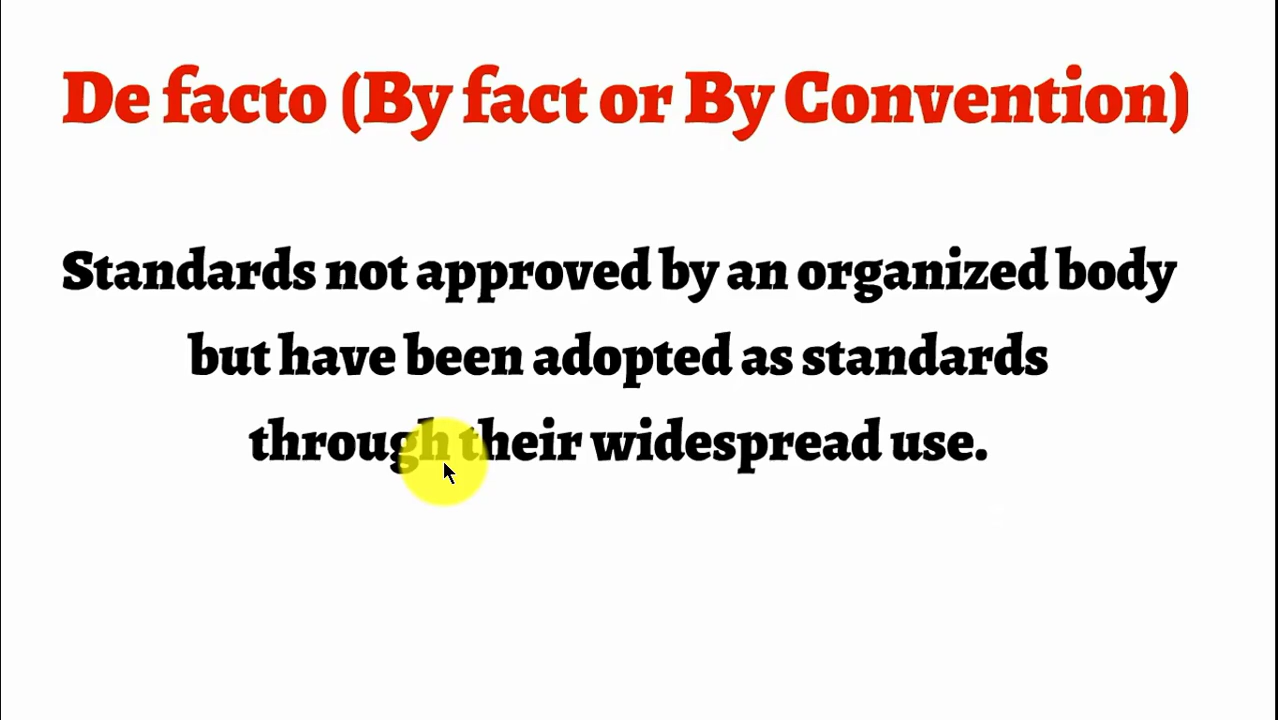 De facto (By fact or By Convention)
Standards not approved by an organized body
but have been adopted as standards
through their widespread use.